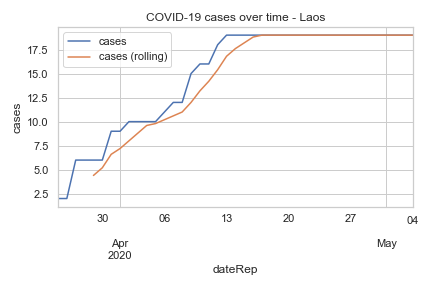 COVID-19 cases over time - Laos
cases
cases (rolling)
cases
17.5
15.0
12.5
10.0
7.5
5.0
2.5
30 06 13 20 27 04
Apr May
2020
dateRep